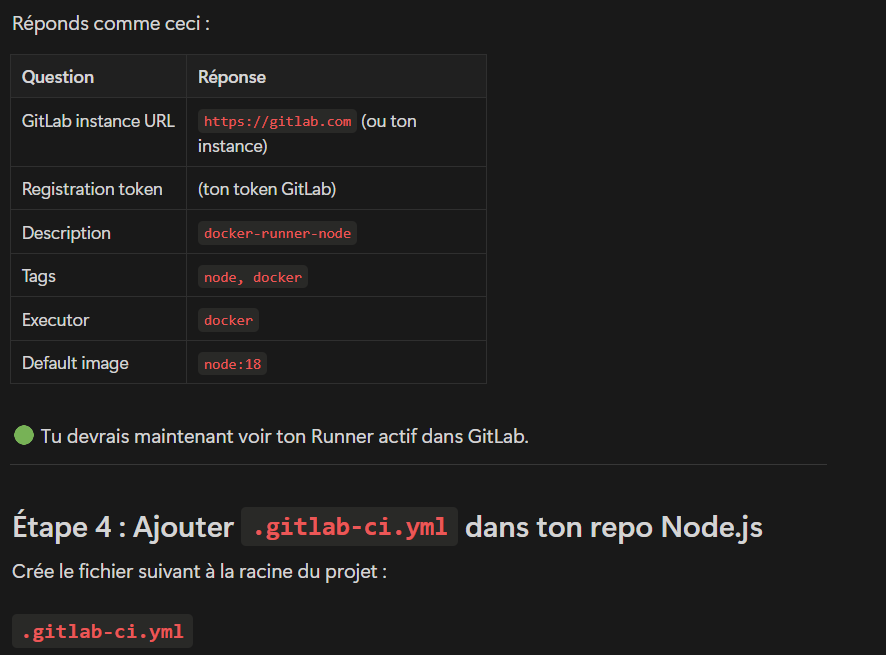 Réponds comme ceci :
Question Réponse
GitLab instance URL https://gitlab.com (ou ton
instance)
Registration token (ton token GitLab)
Description docker-runner-node
Tags node, docker
Executor docker
Default image node:18
Tu devrais maintenant voir ton Runner actif dans GitLab.
Étape 4 : Ajouter .gitlab-ci.yml dans ton repo Node.js
Crée le fichier suivant à la racine du projet :
.gitlab-ci.yml